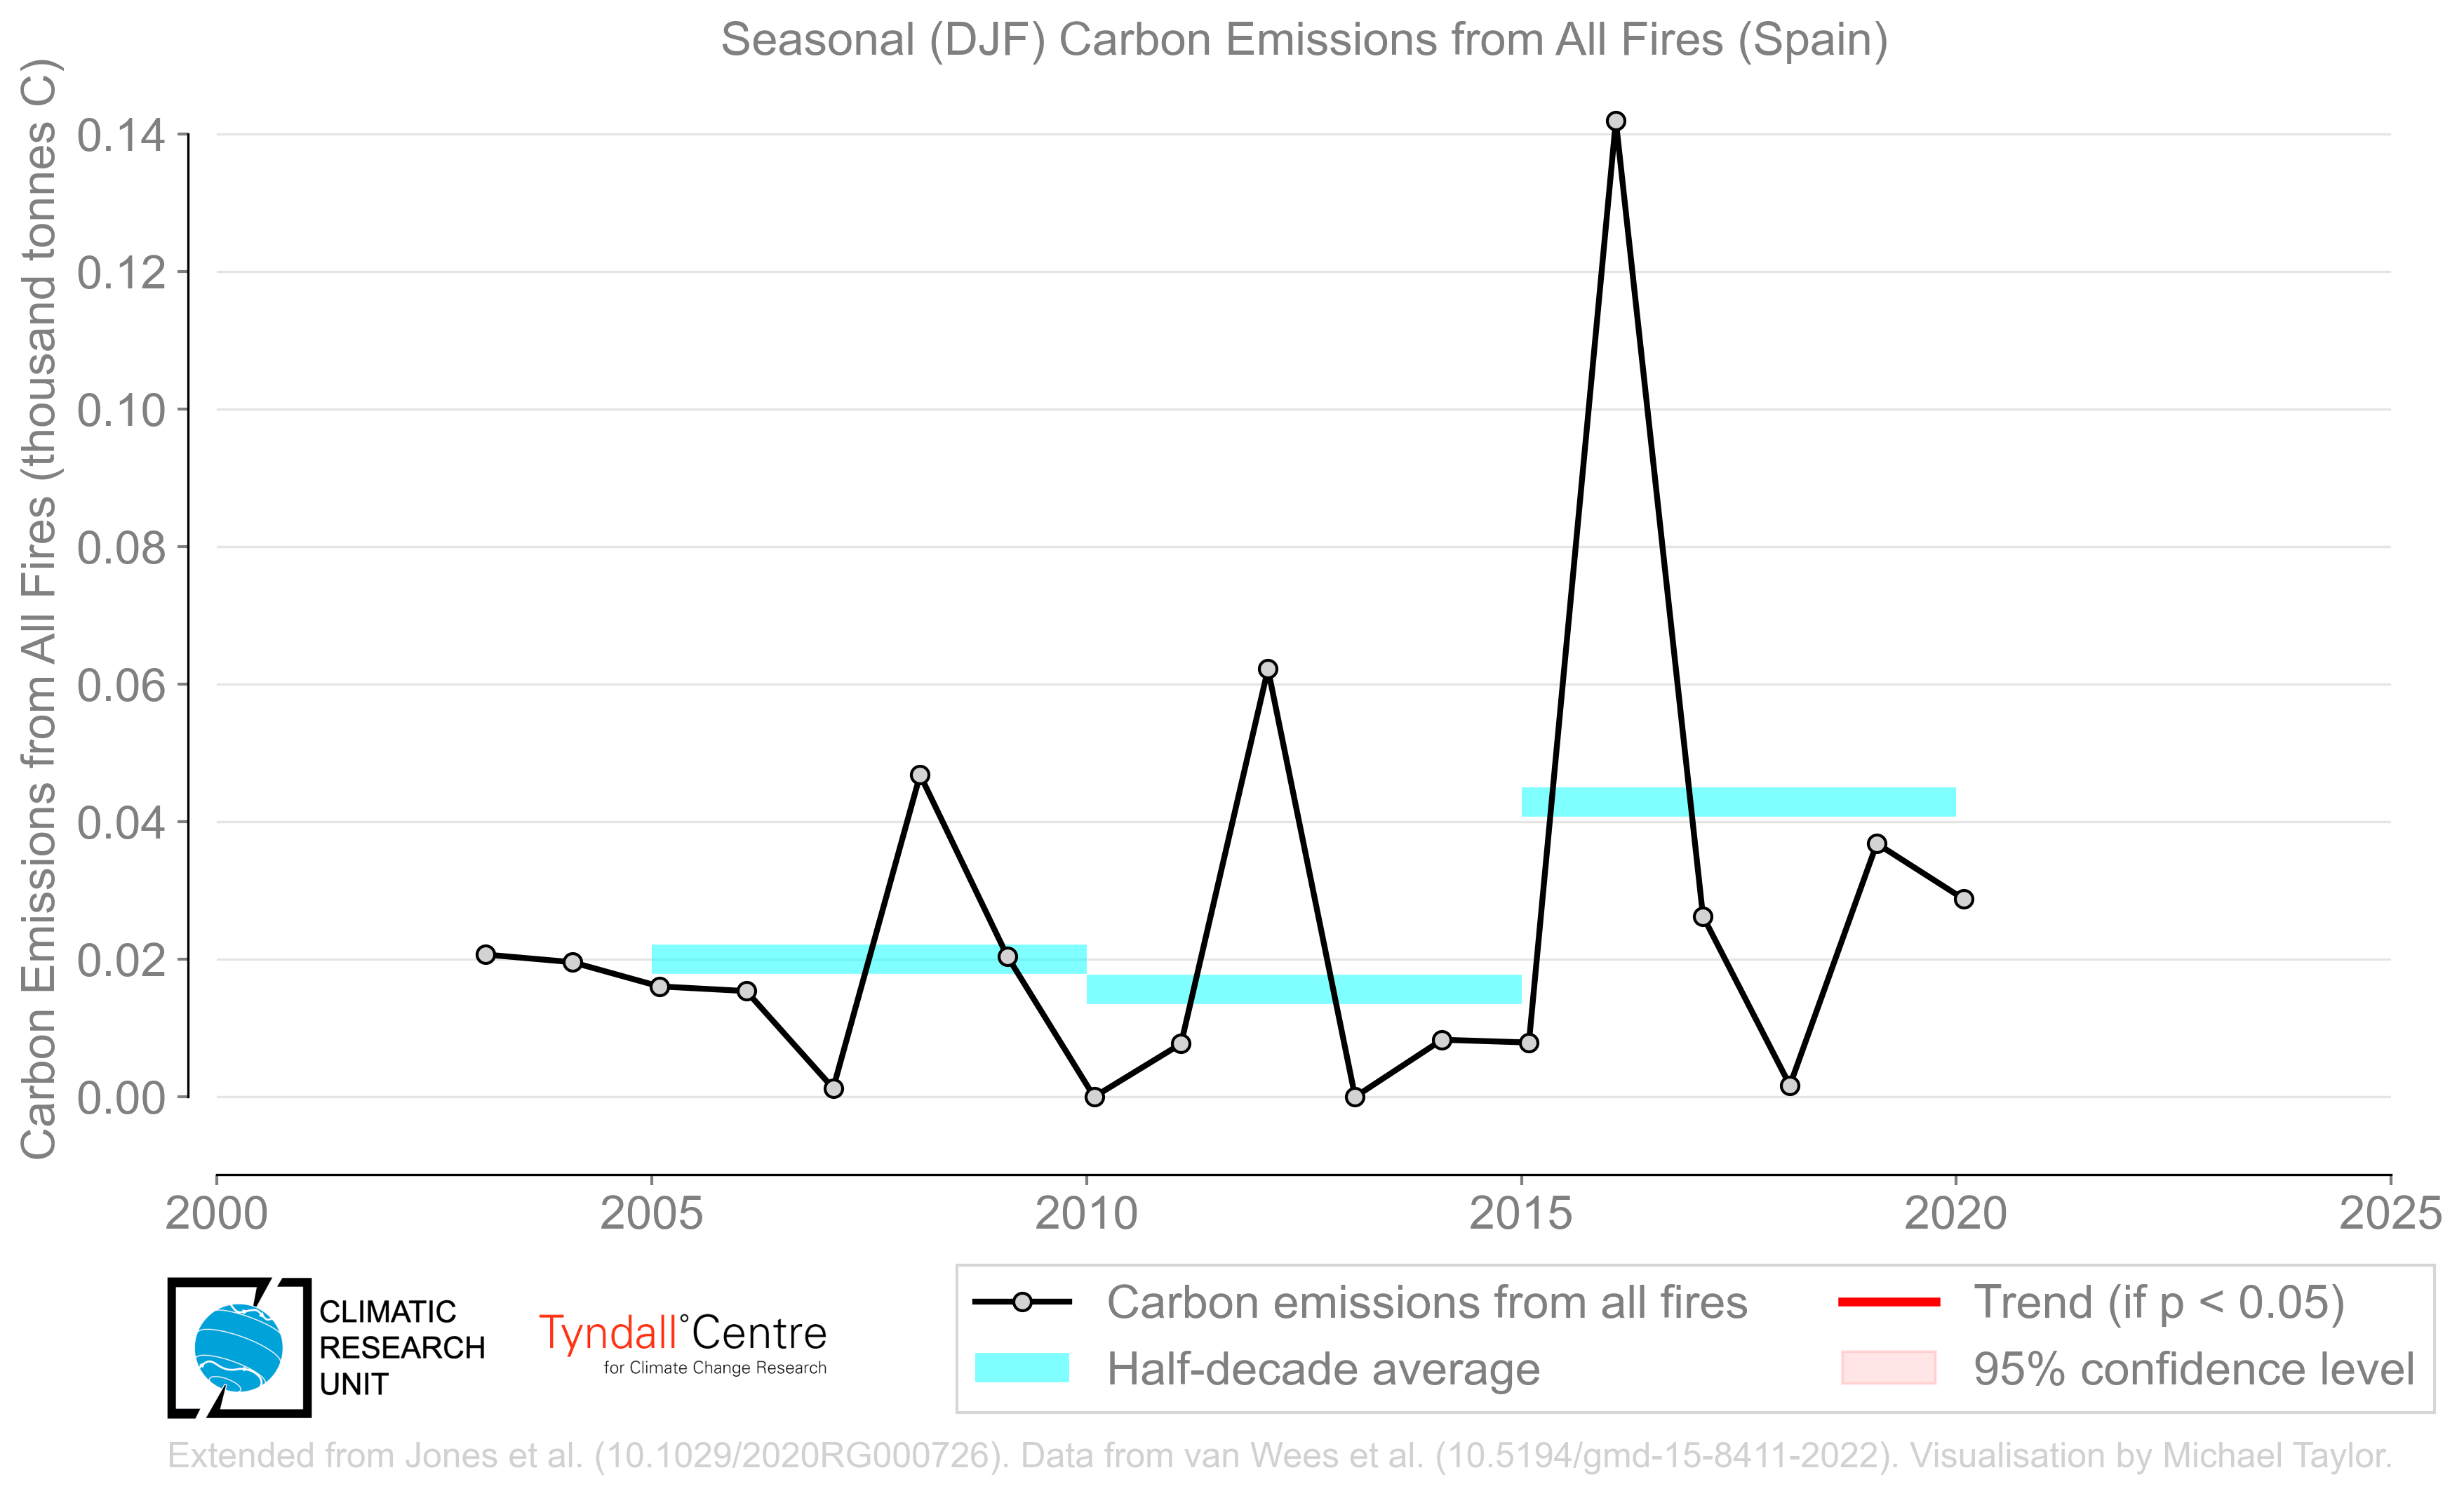 Seasonal (DJF) Carbon Emissions from All Fires (Spain)
Carbon Emissions from All Fires (thousand tonnes C)
0.14
0.12
0.10
0.08
0.06
0.04
0.02
0.00
2000
2005
2010
2015
2020
2025
CLIMATIC
RESEARCH
UNIT
Tyndall°Centre
for Climate Change Research
Carbon emissions from all fires
Half-decade average
Trend (if p < 0.05)
95% confidence level
Extended from Jones et al. (10.1029/2020RG000726). Data from van Wees et al. (10.5194/gmd-15-8411-2022). Visualisation by Michael Taylor.